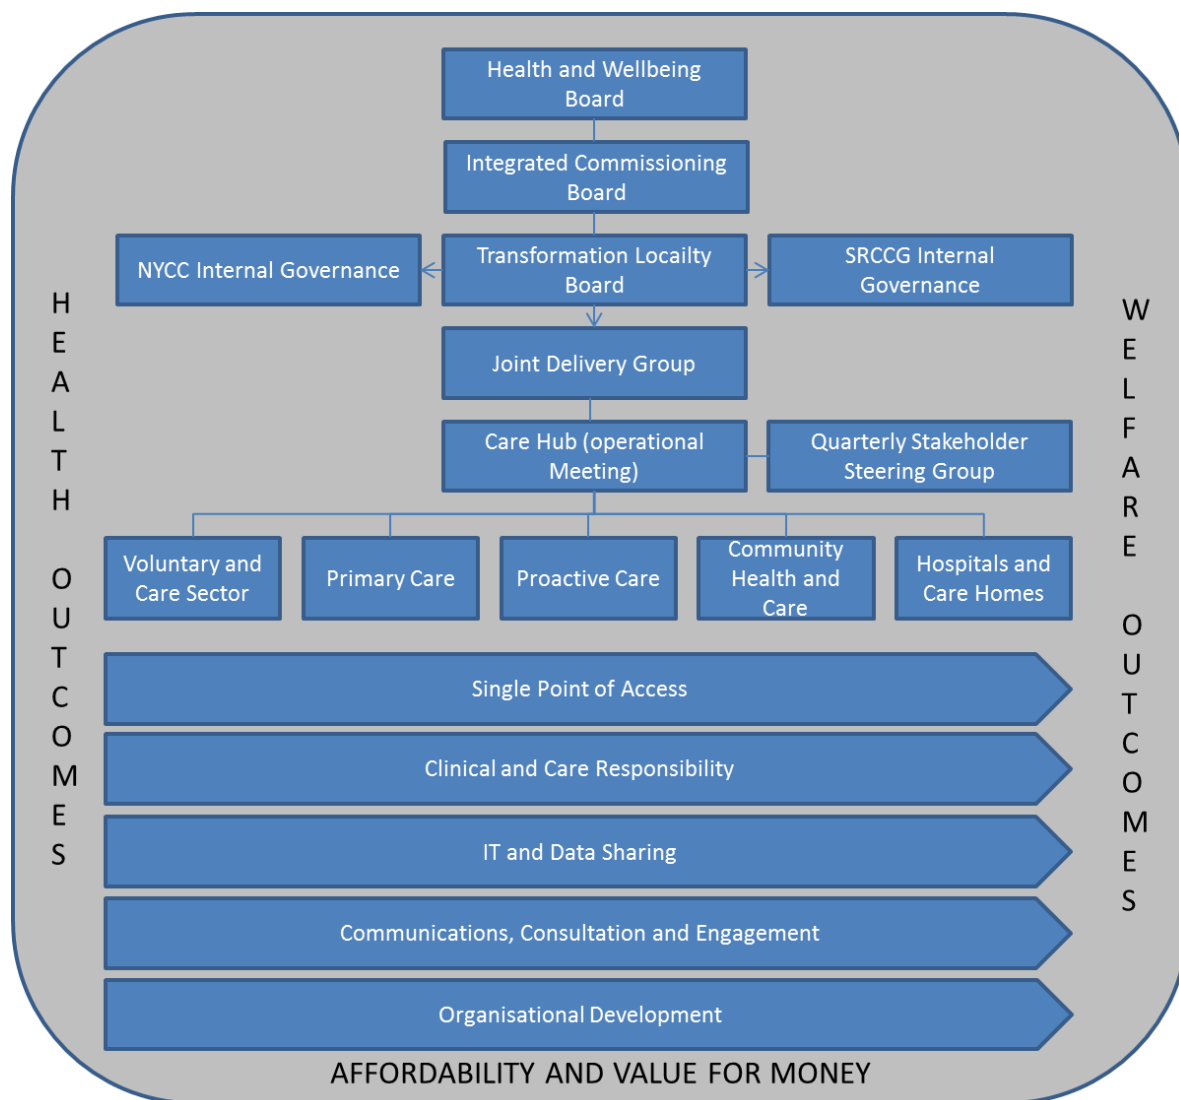 Health and Wellbeing
Board
Integrated Commissioning
Board
NYCC Internal Governance
Transformation Locailty
Board
SRCCG Internal
Governance
Joint Delivery Group
Care Hub (operational
Meeting)
Quarterly Stakeholder
Steering Group
Voluntary and
Care Sector
Primary Care
Proactive Care
Community
Health and
Care
Hospitals and
Care Homes
Single Point of Access
Clinical and Care Responsibility
IT and Data Sharing
Communications, Consultation and Engagement
Organisational Development
HEALTH OUTCOMES
WELFARE OUTCOMES
AFFORDABILITY AND VALUE FOR MONEY